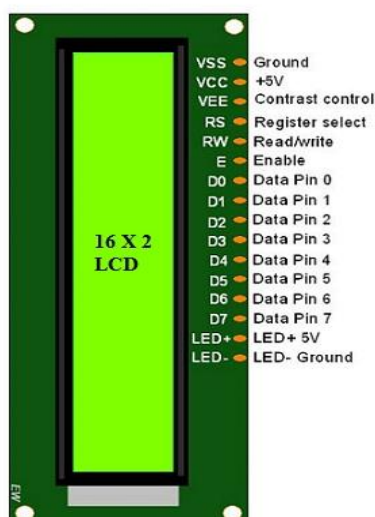 VSS Ground
VCC +5V
VEE Contrast control
RS Register select
RW Read/write
E Enable
D0 Data Pin 0
D1 Data Pin 1
D2 Data Pin 2
D3 Data Pin 3
D4 Data Pin 4
D5 Data Pin 5
D6 Data Pin 6
D7 Data Pin 7
LED+ LED+ 5V
LED- LED- Ground
16 X 2
LCD
EW